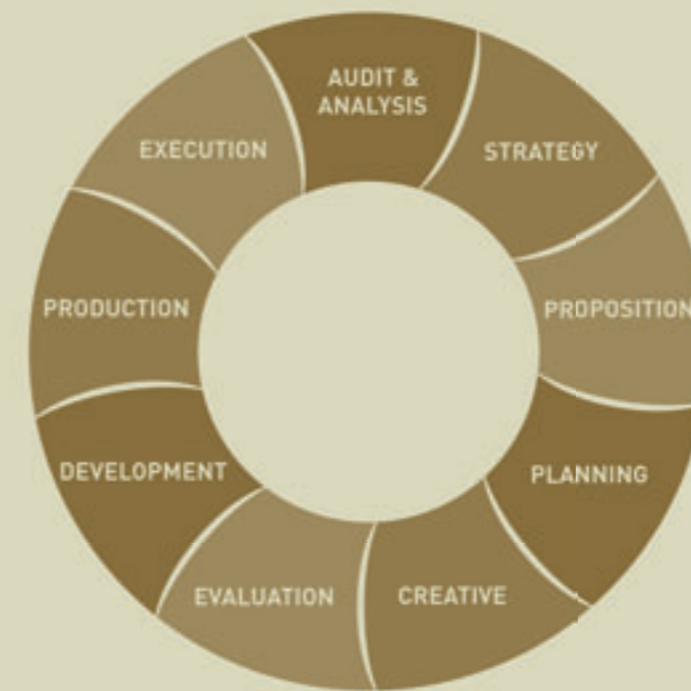 AUDIT &
ANALYSIS
STRATEGY
PROPOSITION
PLANNING
CREATIVE
EVALUATION
DEVELOPMENT
PRODUCTION
EXECUTION